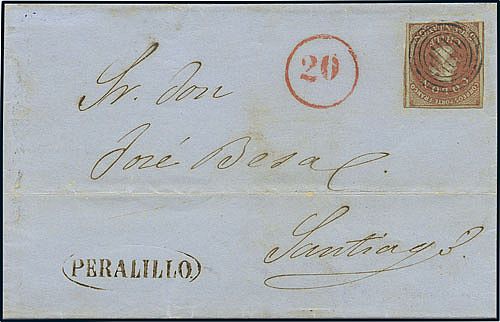 20
Sr. don
José Besa
Santiago.
PERALILLO